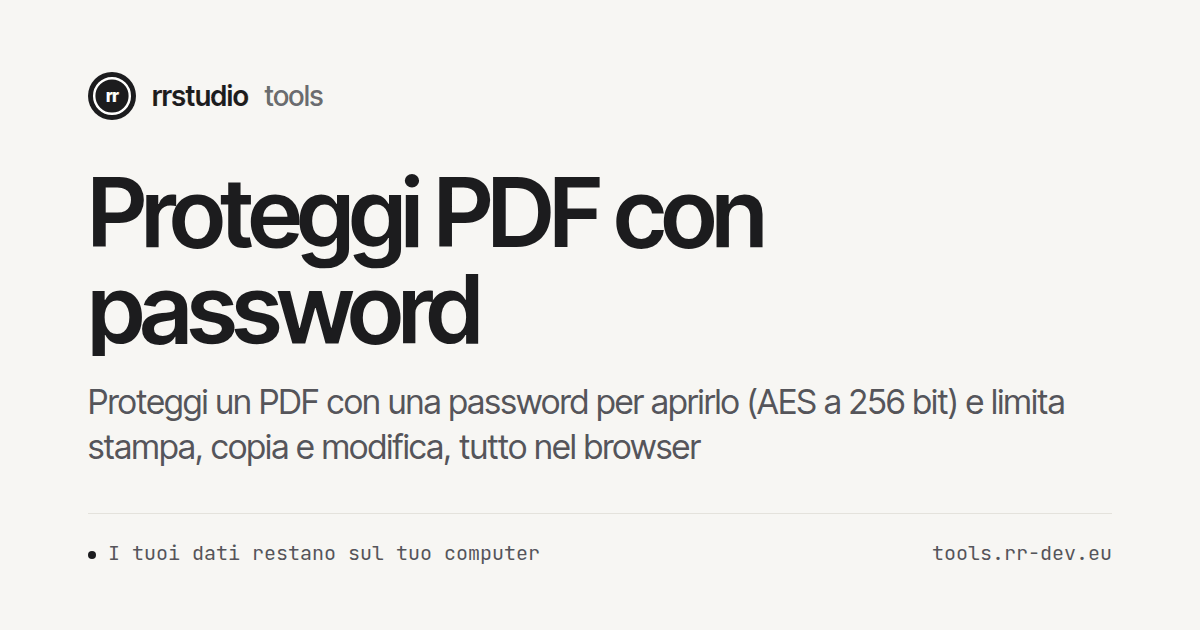 rr rrstudio tools
Proteggi PDF con
password
Proteggi un PDF con una password per aprirlo (AES a 256 bit) e limita
stampa, copia e modifica, tutto nel browser
I tuoi dati restano sul tuo computer
tools.rr-dev.eu